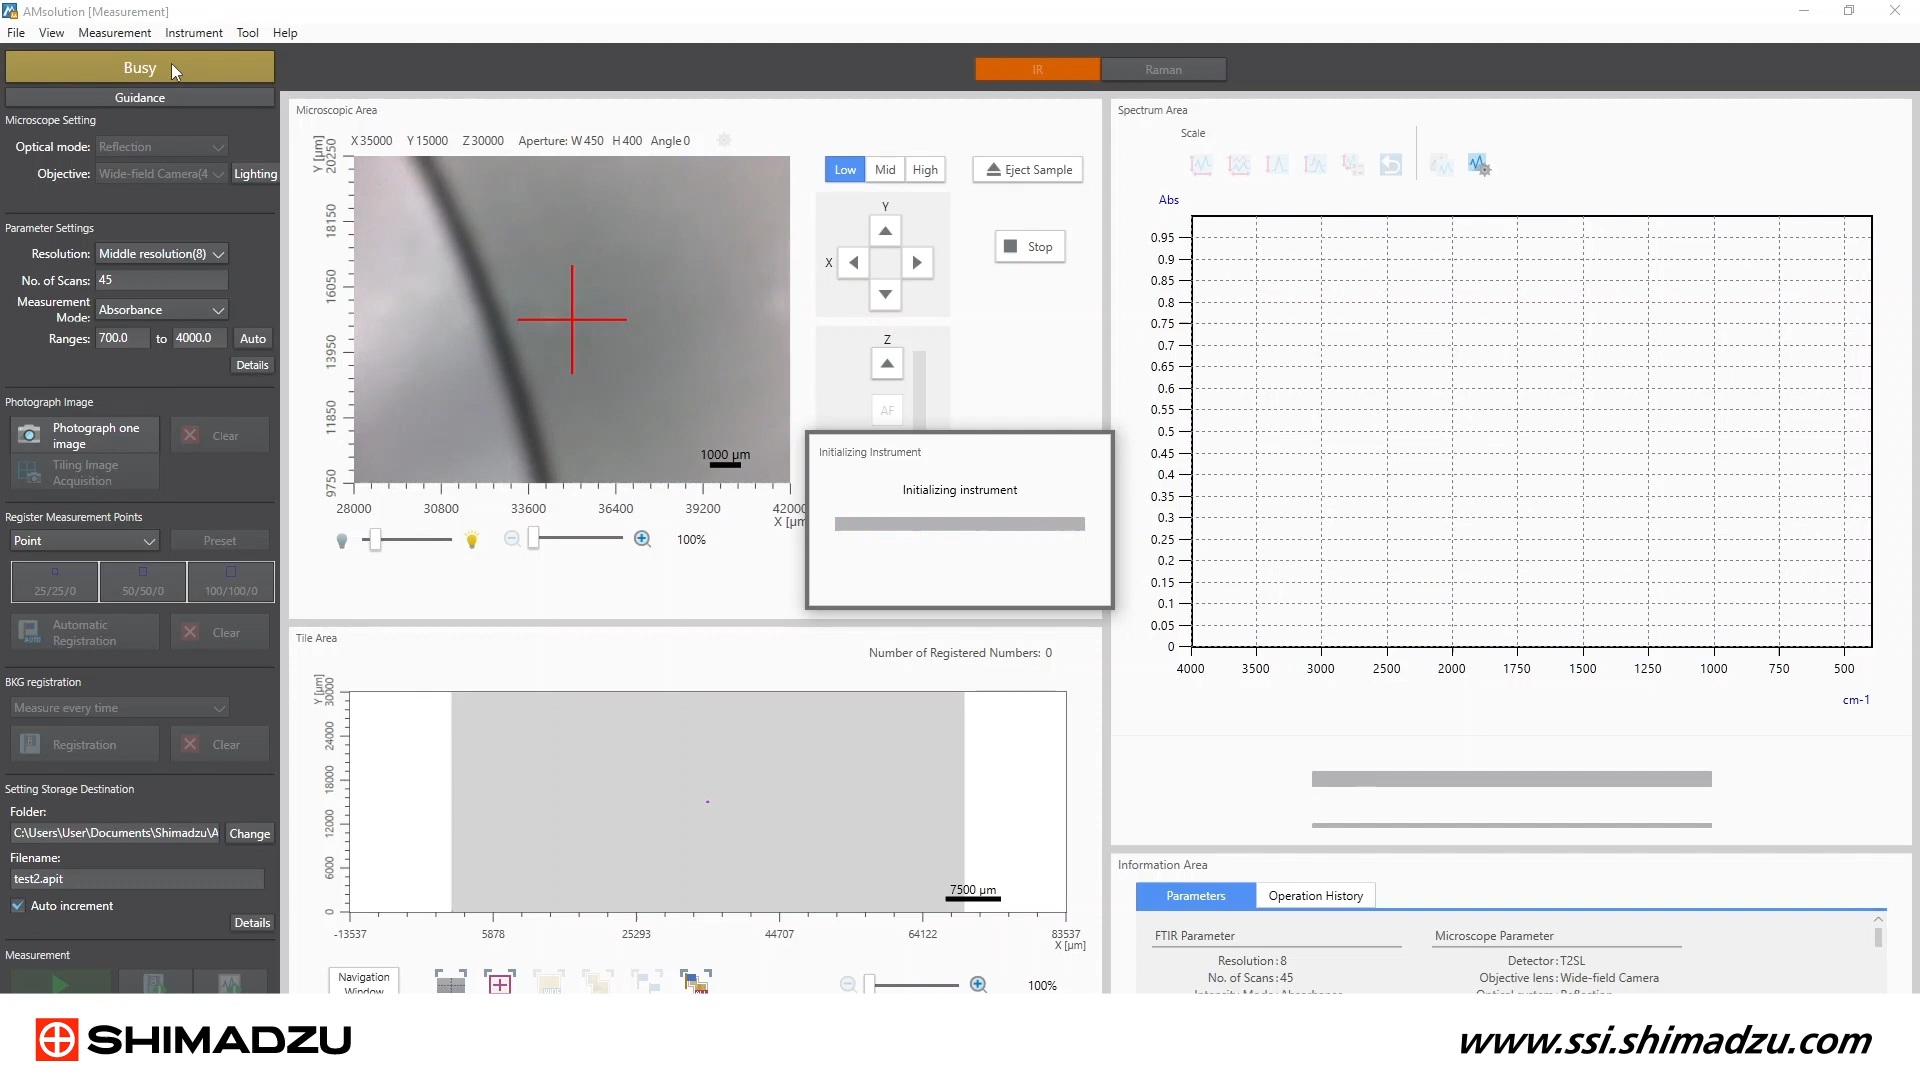 AMsolution [Measurement]
File View Measurement Instrument Tool Help
Busy
Guidance
IR
Raman
Microscope Setting
Optical mode: Reflection
Objective: Wide-field Camera(4
Lighting
Parameter Settings
Resolution: Middle resolution(8)
No. of Scans: 45
Measurement
Mode:
Absorbance
Ranges: 700.0 to 4000.0 Auto
Details
Photograph Image
Photograph one
image
Clear
Tiling Image
Acquisition
Register Measurement Points
Point
Preset
25/25/0
50/50/0
100/100/0
Automatic
Registration
AUTO
Clear
BKG registration
Measure every time
Registration
Clear
Setting Storage Destination
Folder:
C:\Users\User\Documents\Shimadzu\A
Change
Filename:
test2.apit
Auto increment
Details
Measurement
Microscopic Area
X 35000 Y 15000 Z 30000 Aperture: W 450 H 400 Angle 0
Y [μm]
20250
18150
16050
13950
11850
9750
1000 μm
28000 30800 33600 36400 39200 42000
X [μm
100%
Low Mid High
Eject Sample
Y
X
Stop
Z
AF
Initializing Instrument
Initializing instrument
Tile Area
Number of Registered Numbers: 0
Y [μm]
30000
24000
18000
12000
6000
0
7500 μm
-13537 5878 25293 44707 64122 83537
X [μm]
Navigation
Window
100%
Spectrum Area
Scale
Abs
0.95
0.9
0.85
0.8
0.75
0.7
0.65
0.6
0.55
0.5
0.45
0.4
0.35
0.3
0.25
0.2
0.15
0.1
0.05
0
4000 3500 3000 2500 2000 1750 1500 1250 1000 750 500
cm-1
Information Area
Parameters
Operation History
FTIR Parameter
Resolution: 8
No. of Scans: 45
Microscope Parameter
Detector: T2SL
Objective lens: Wide-field Camera
SHIMADZU
www.ssi.shimadzu.com